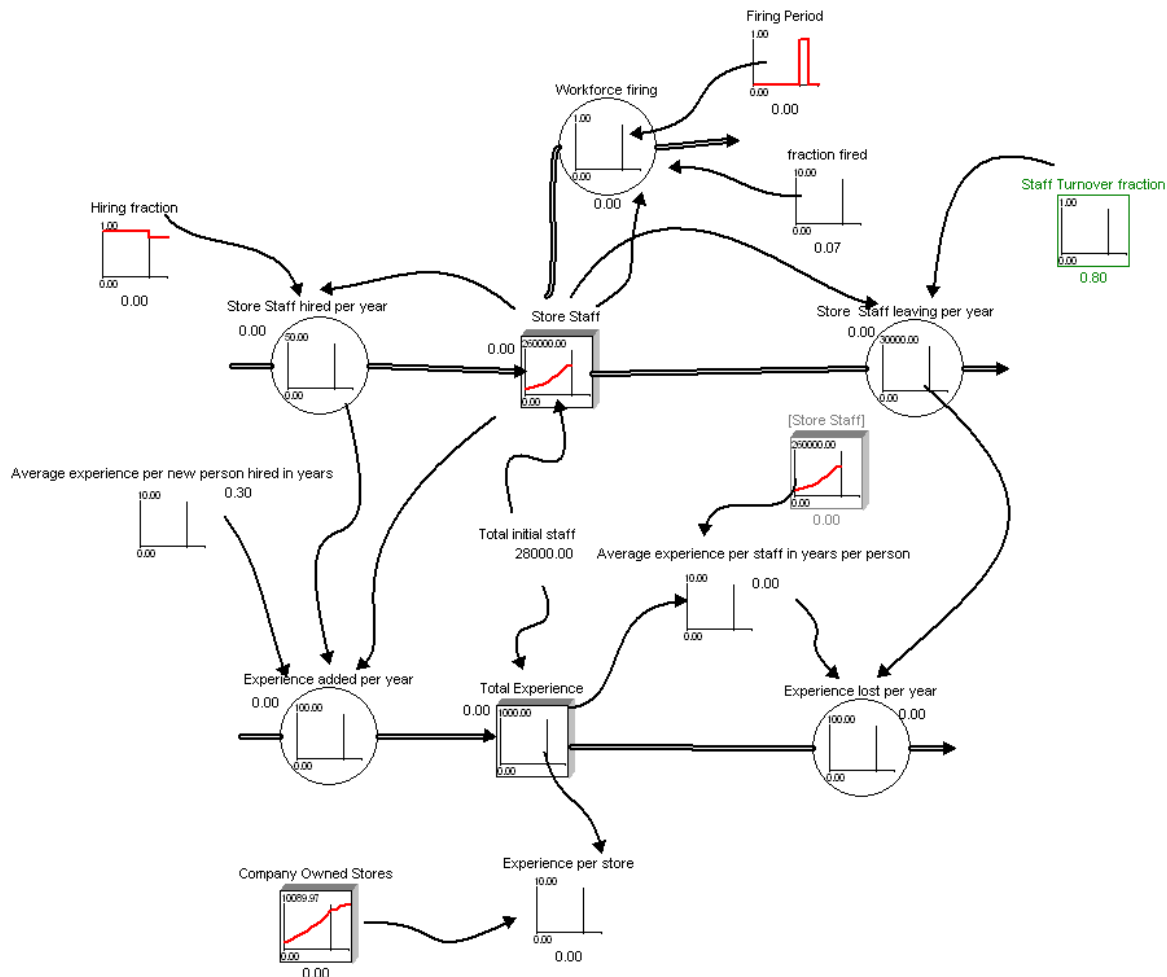 Firing Period
1.00
0.00
0.00
Workforce firing
1.00
0.00
0.00
fraction fired
10.00
0.00
0.07
Staff Turnover fraction
1.00
0.00
0.80
Hiring fraction
1.00
0.00
0.00
Store Staff hired per year
0.00
50.00
0.00
Store Staff
0.00
260000.00
0.00
Store Staff leaving per year
0.00
30000.00
0.00
[Store Staff]
260000.00
0.00
0.00
Average experience per new person hired in years
10.00
0.30
0.00
Total initial staff
28000.00
Average experience per staff in years per person
10.00
0.00
0.00
Experience added per year
0.00
100.00
0.00
Total Experience
0.00
1000.00
0.00
Experience lost per year
0.00
100.00
0.00
Company Owned Stores
10089.97
0.00
0.00
Experience per store
10.00
0.00
0.00